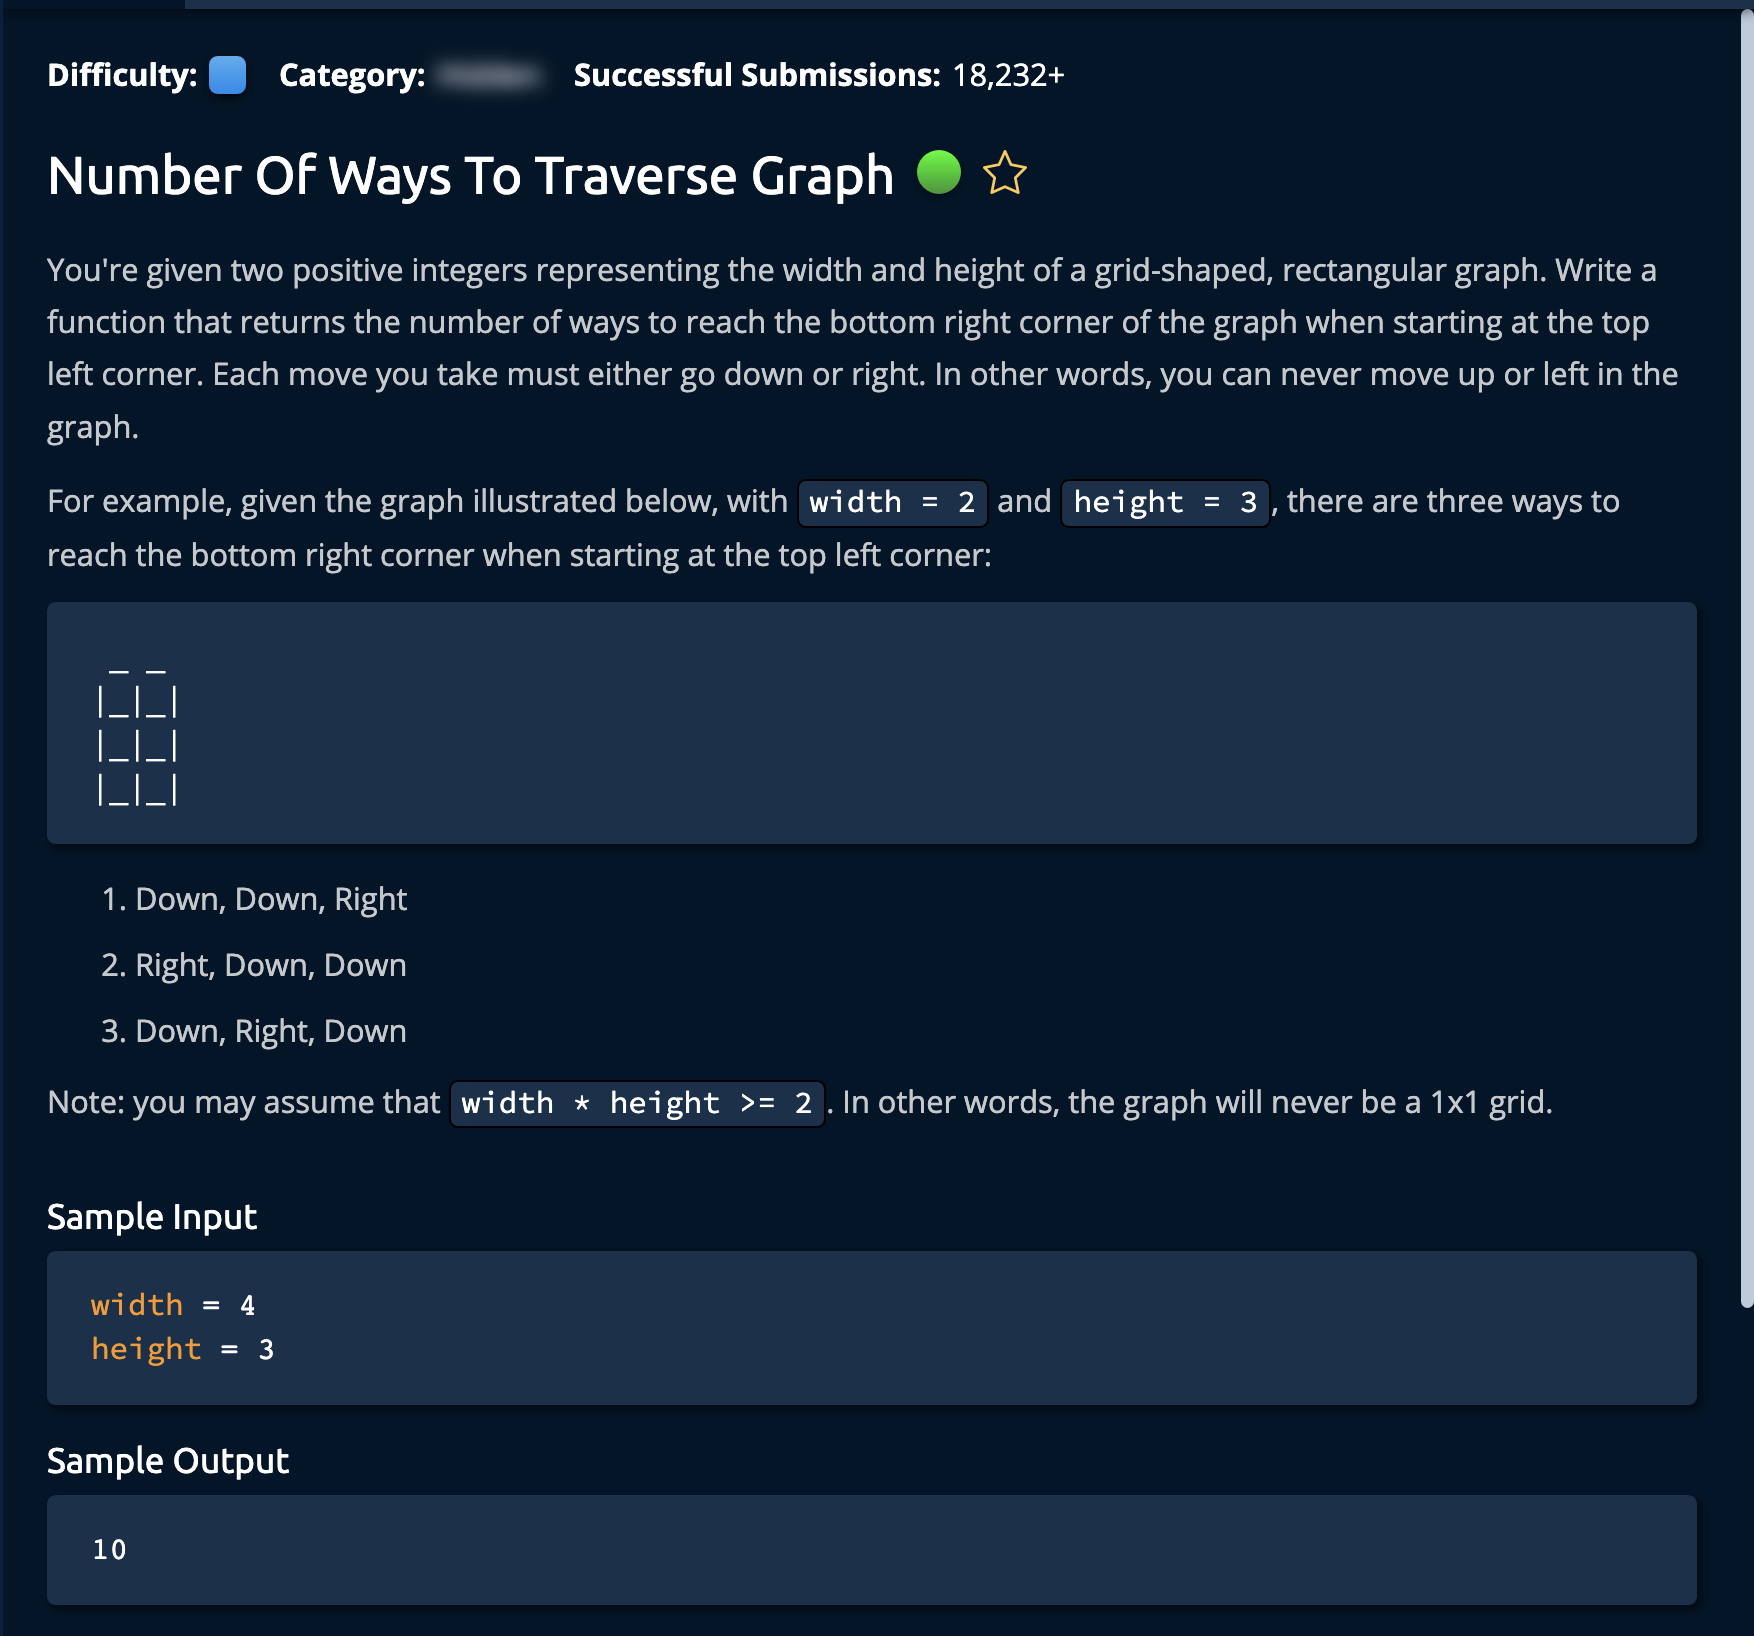 Difficulty: Category: Successful Submissions: 18,232+
Number Of Ways To Traverse Graph
You're given two positive integers representing the width and height of a grid-shaped, rectangular graph. Write a
function that returns the number of ways to reach the bottom right corner of the graph when starting at the top
left corner. Each move you take must either go down or right. In other words, you can never move up or left in the
graph.
For example, given the graph illustrated below, with width = 2 and height = 3, there are three ways to
reach the bottom right corner when starting at the top left corner:
 _ _
|_|_|
|_|_|
|_|_|
1. Down, Down, Right
2. Right, Down, Down
3. Down, Right, Down
Note: you may assume that width * height >= 2. In other words, the graph will never be a 1x1 grid.
Sample Input
width = 4
height = 3
Sample Output
10